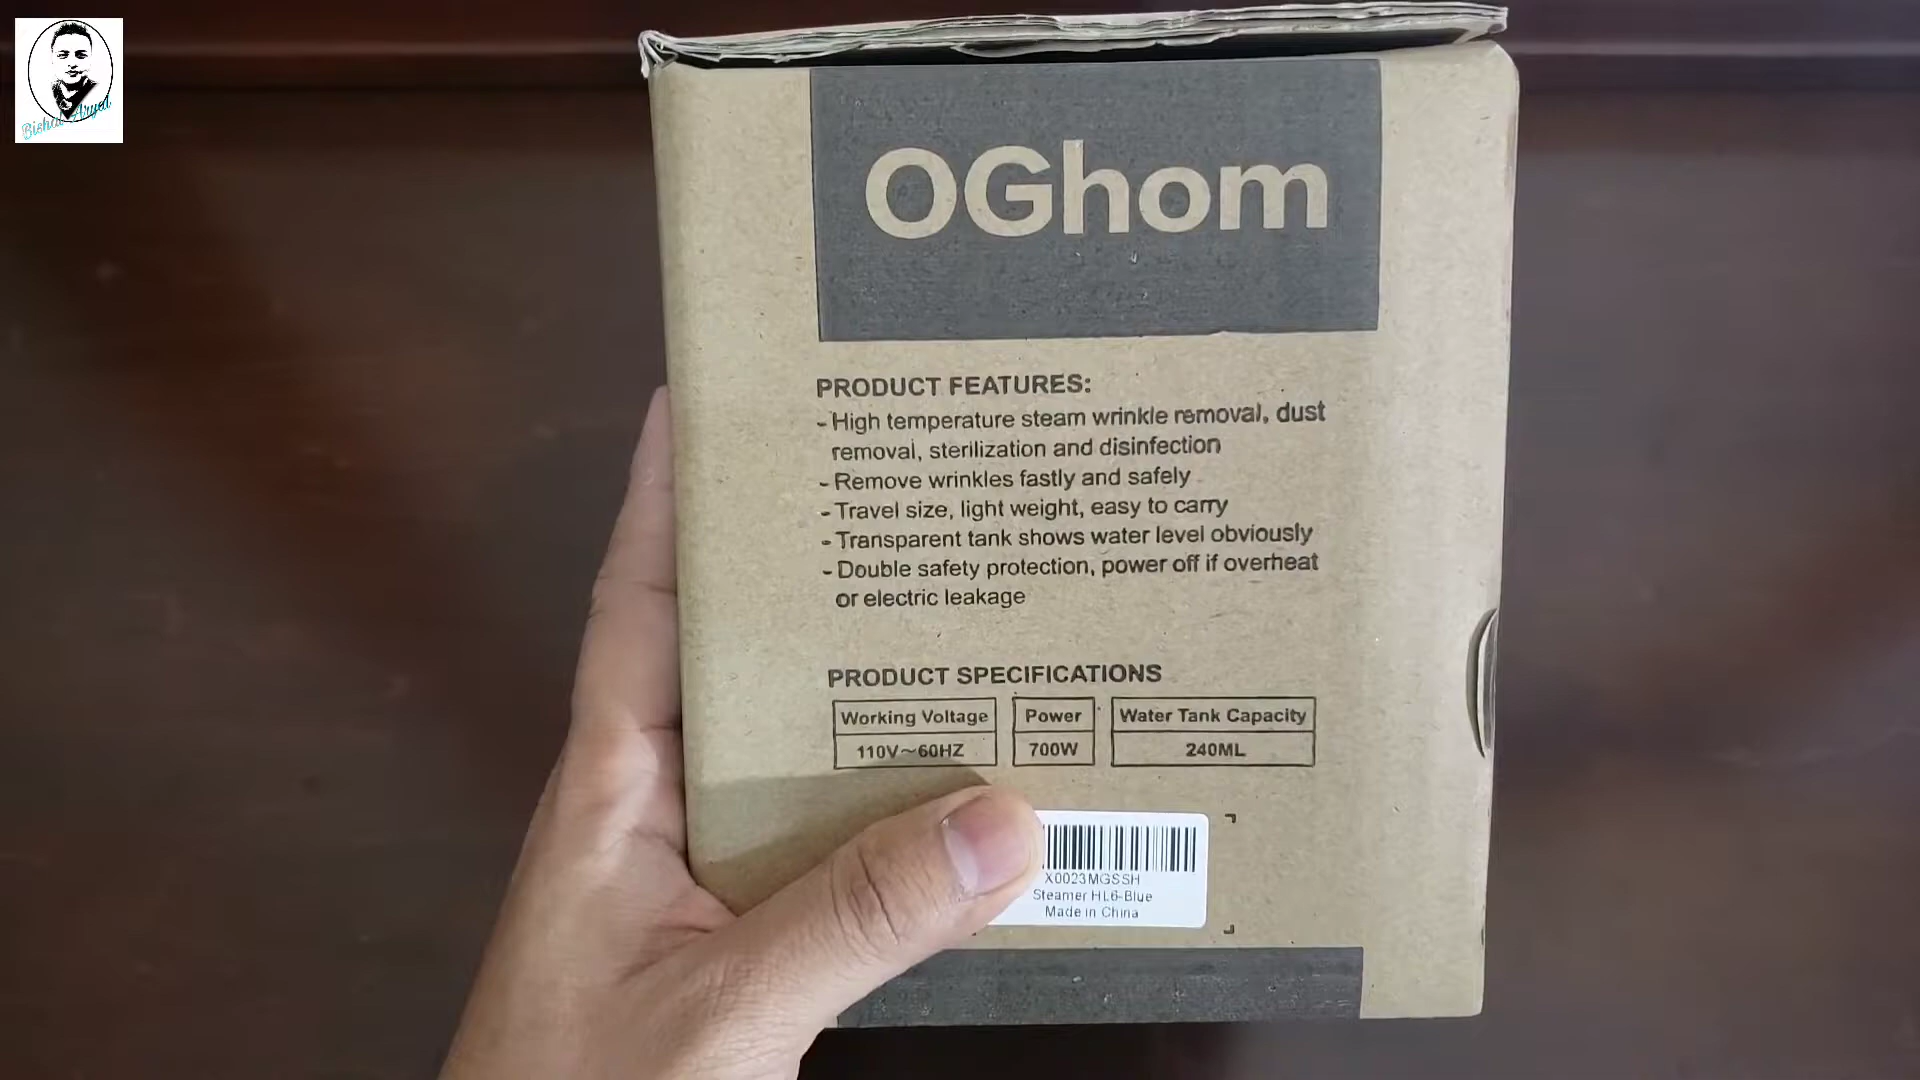 Bishal Aryal
OGhom
PRODUCT FEATURES:
- High temperature steam wrinkle removal, dust
removal, sterilization and disinfection
- Remove wrinkles fastly and safely
- Travel size, light weight, easy to carry
- Transparent tank shows water level obviously
- Double safety protection, power off if overheat
or electric leakage
PRODUCT SPECIFICATIONS
Working Voltage Power Water Tank Capacity
110V~60HZ 700W 240ML
X0023MGSSH
Steamer HL6-Blue
Made in China